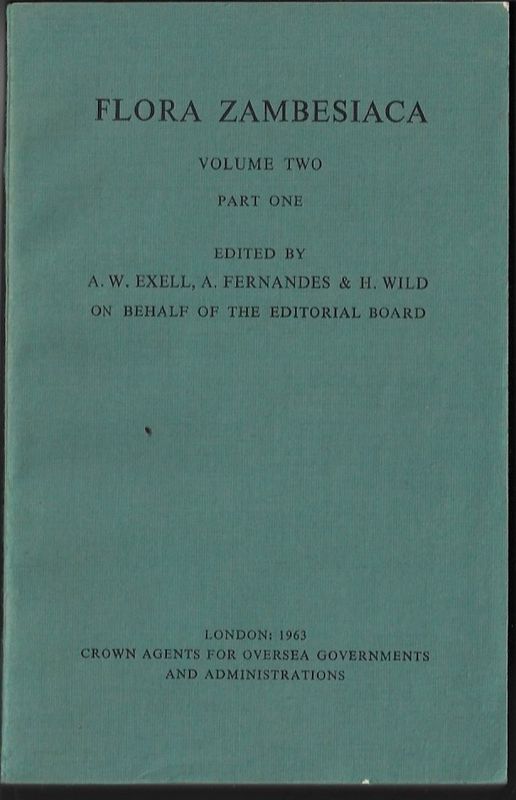 FLORA ZAMBESIACA
VOLUME TWO
PART ONE
EDITED BY
A. W. EXELL, A. FERNANDES & H. WILD
ON BEHALF OF THE EDITORIAL BOARD
LONDON: 1963
CROWN AGENTS FOR OVERSEA GOVERNMENTS
AND ADMINISTRATIONS